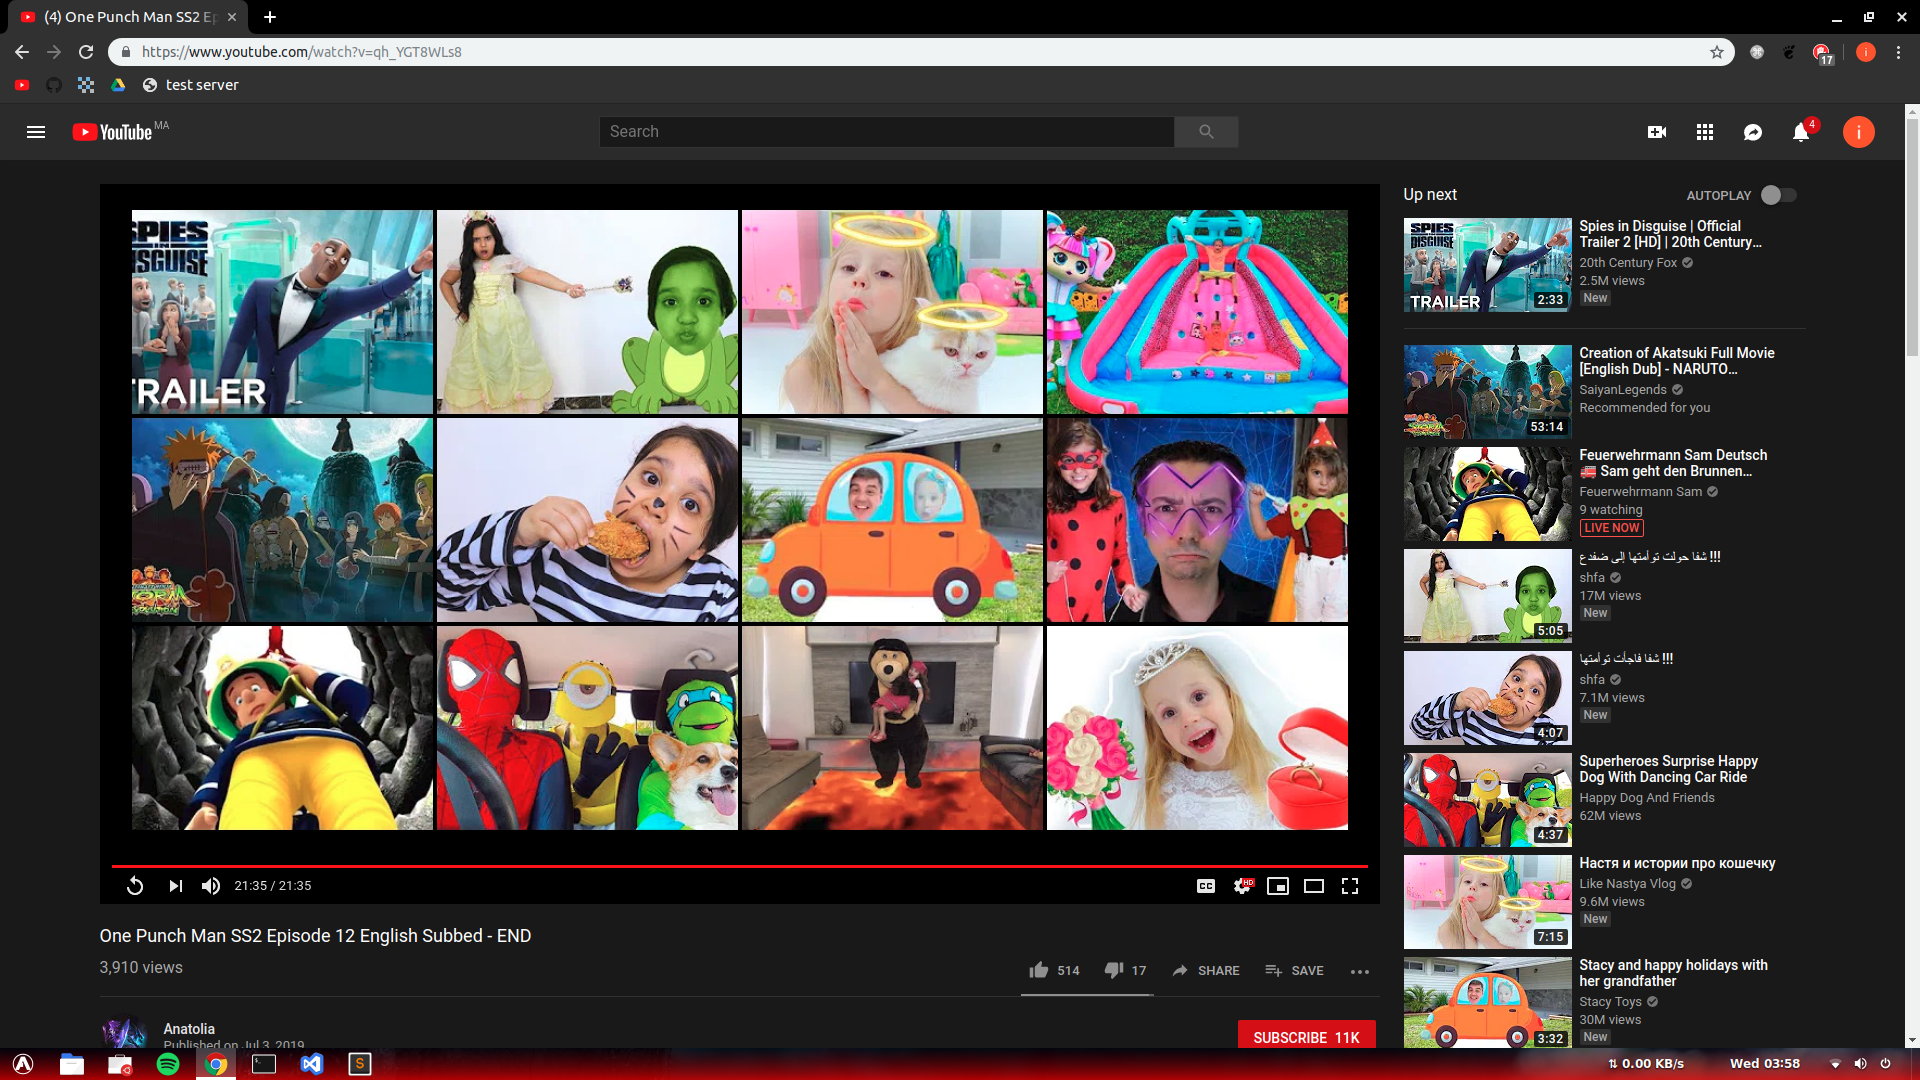 (4) One Punch Man SS2 Ep
https://www.youtube.com/watch?v=qh_YGT8WLs8
17
i
test server
YouTube MA
Search
4
i
SPIES
DISGUISE
TRAILER
STORM
21:35 / 21:35
CC
HD
One Punch Man SS2 Episode 12 English Subbed - END
3,910 views
514
17
SHARE
SAVE
Anatolia
Published on Jul 3, 2019
SUBSCRIBE 11K
Up next
AUTOPLAY
SPIES
DISGUISE
TRAILER
2:33
Spies in Disguise | Official
Trailer 2 [HD] | 20th Century...
20th Century Fox
2.5M views
New
STORM
53:14
Creation of Akatsuki Full Movie
[English Dub] - NARUTO...
SaiyanLegends
Recommended for you
Feuerwehrmann Sam Deutsch
🚒 Sam geht den Brunnen...
Feuerwehrmann Sam
9 watching
LIVE NOW
5:05
شفا حولت توأمتها إلى ضفدع !!!
shfa
17M views
New
4:07
شفا فاجأت توأمتها !!!
shfa
7.1M views
New
4:37
Superheroes Surprise Happy
Dog With Dancing Car Ride
Happy Dog And Friends
62M views
7:15
Настя и истории про кошечку
Like Nastya Vlog
9.6M views
New
3:32
Stacy and happy holidays with
her grandfather
Stacy Toys
30M views
New
S
0.00 KB/s
Wed 03:58